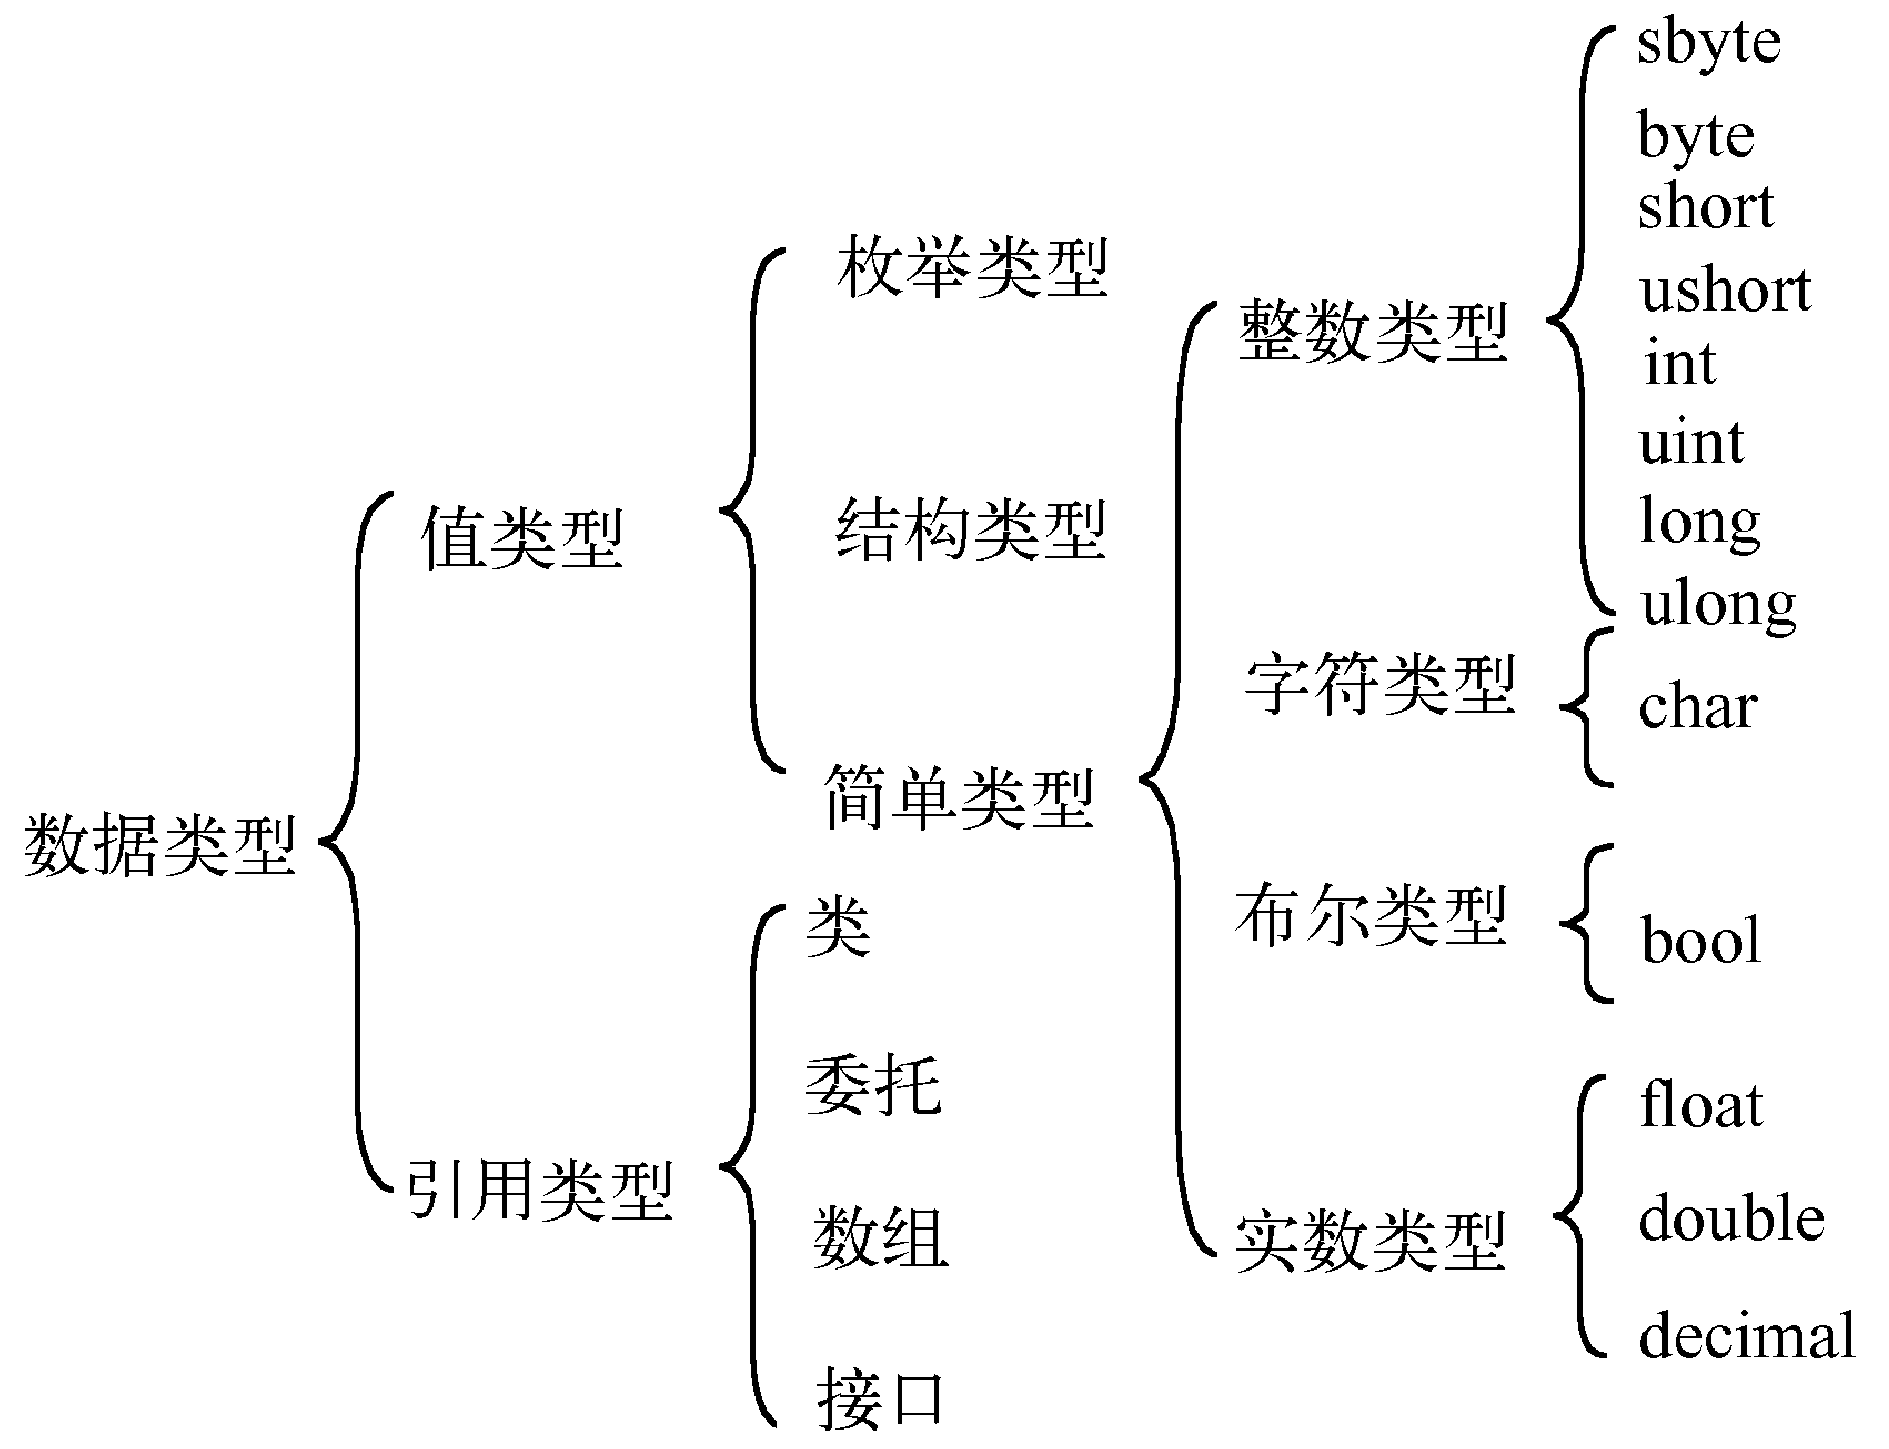 数据类型
值类型
枚举类型
结构类型
简单类型
整数类型
sbyte
byte
short
ushort
int
uint
long
ulong
字符类型
char
布尔类型
bool
实数类型
float
double
decimal
引用类型
类
委托
数组
接口